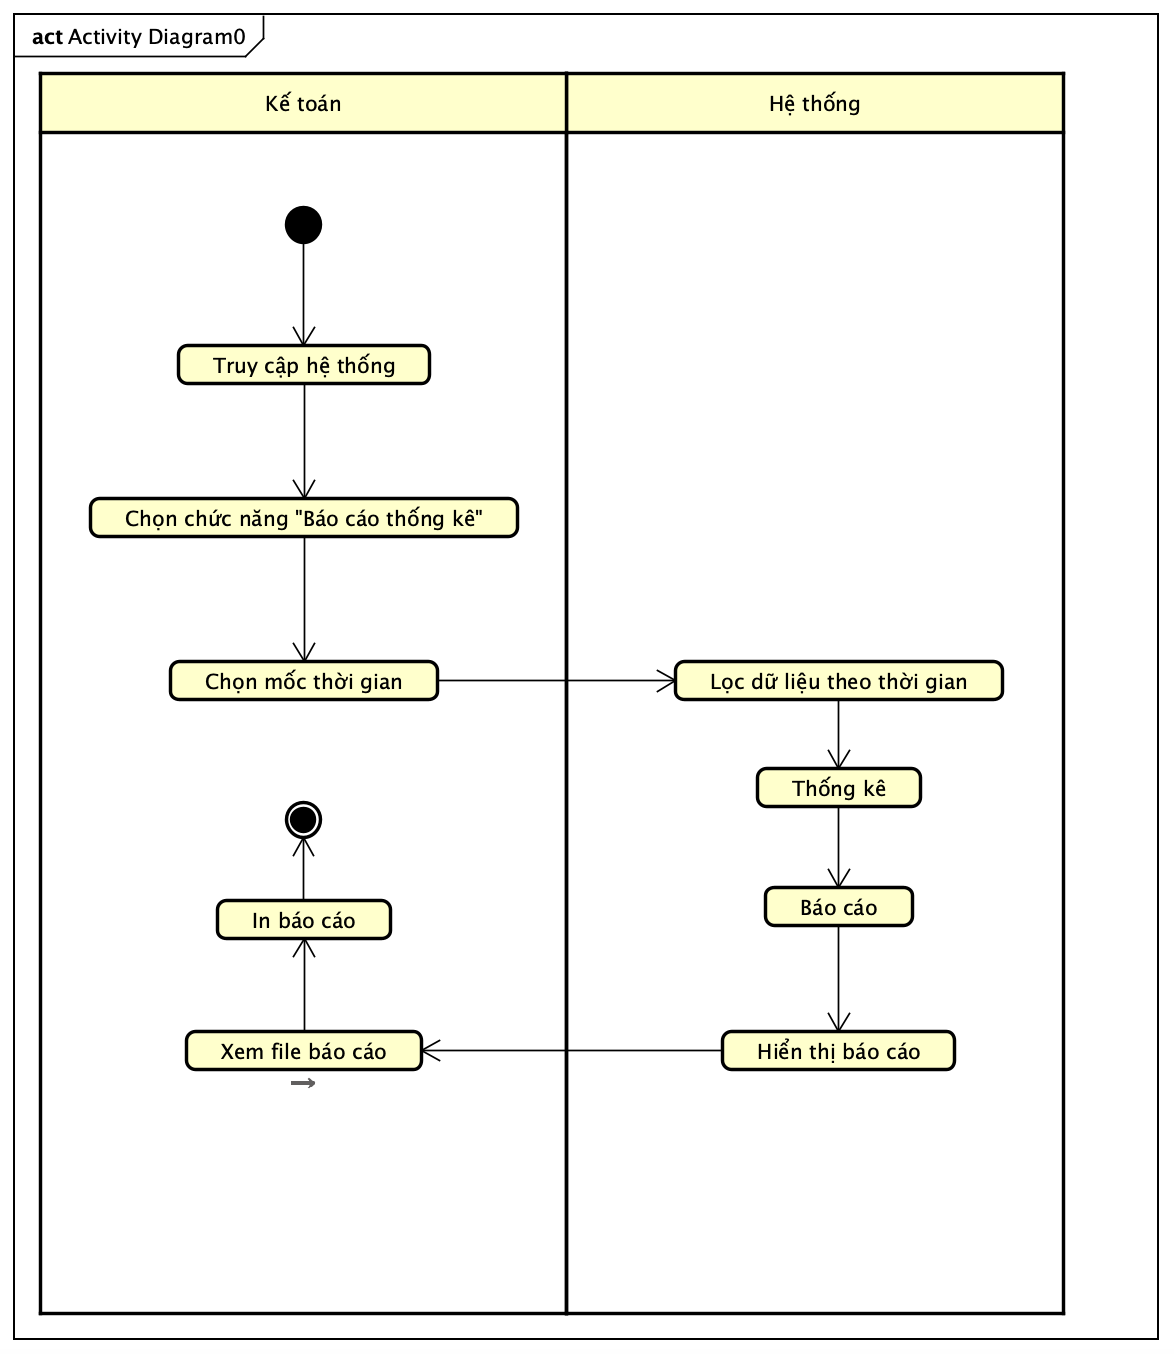 act Activity Diagram0
Kế toán
Hệ thống
Truy cập hệ thống
Chọn chức năng "Báo cáo thống kê"
Chọn mốc thời gian
Lọc dữ liệu theo thời gian
Thống kê
Báo cáo
Hiển thị báo cáo
Xem file báo cáo
In báo cáo